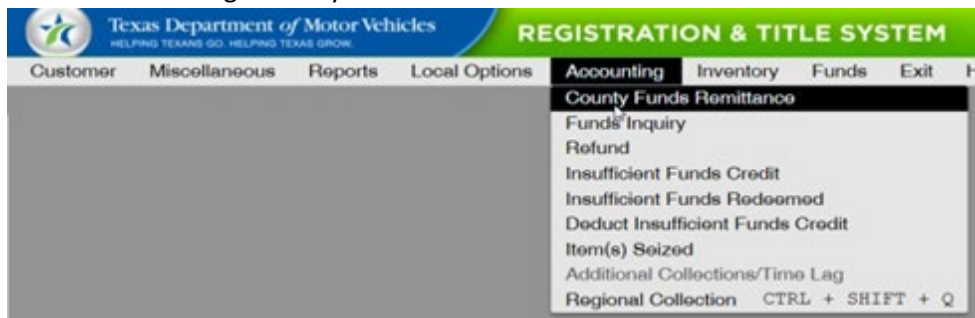 Texas Department of Motor Vehicles
HELPING TEXANS GO. HELPING TEXAS GROW.
REGISTRATION & TITLE SYSTEM
Customer Miscellaneous Reports Local Options Accounting Inventory Funds Exit H
County Funds Remittance
Funds Inquiry
Refund
Insufficient Funds Credit
Insufficient Funds Redeemed
Deduct Insufficient Funds Credit
Item(s) Seized
Additional Collections/Time Lag
Regional Collection CTRL + SHIFT + Q